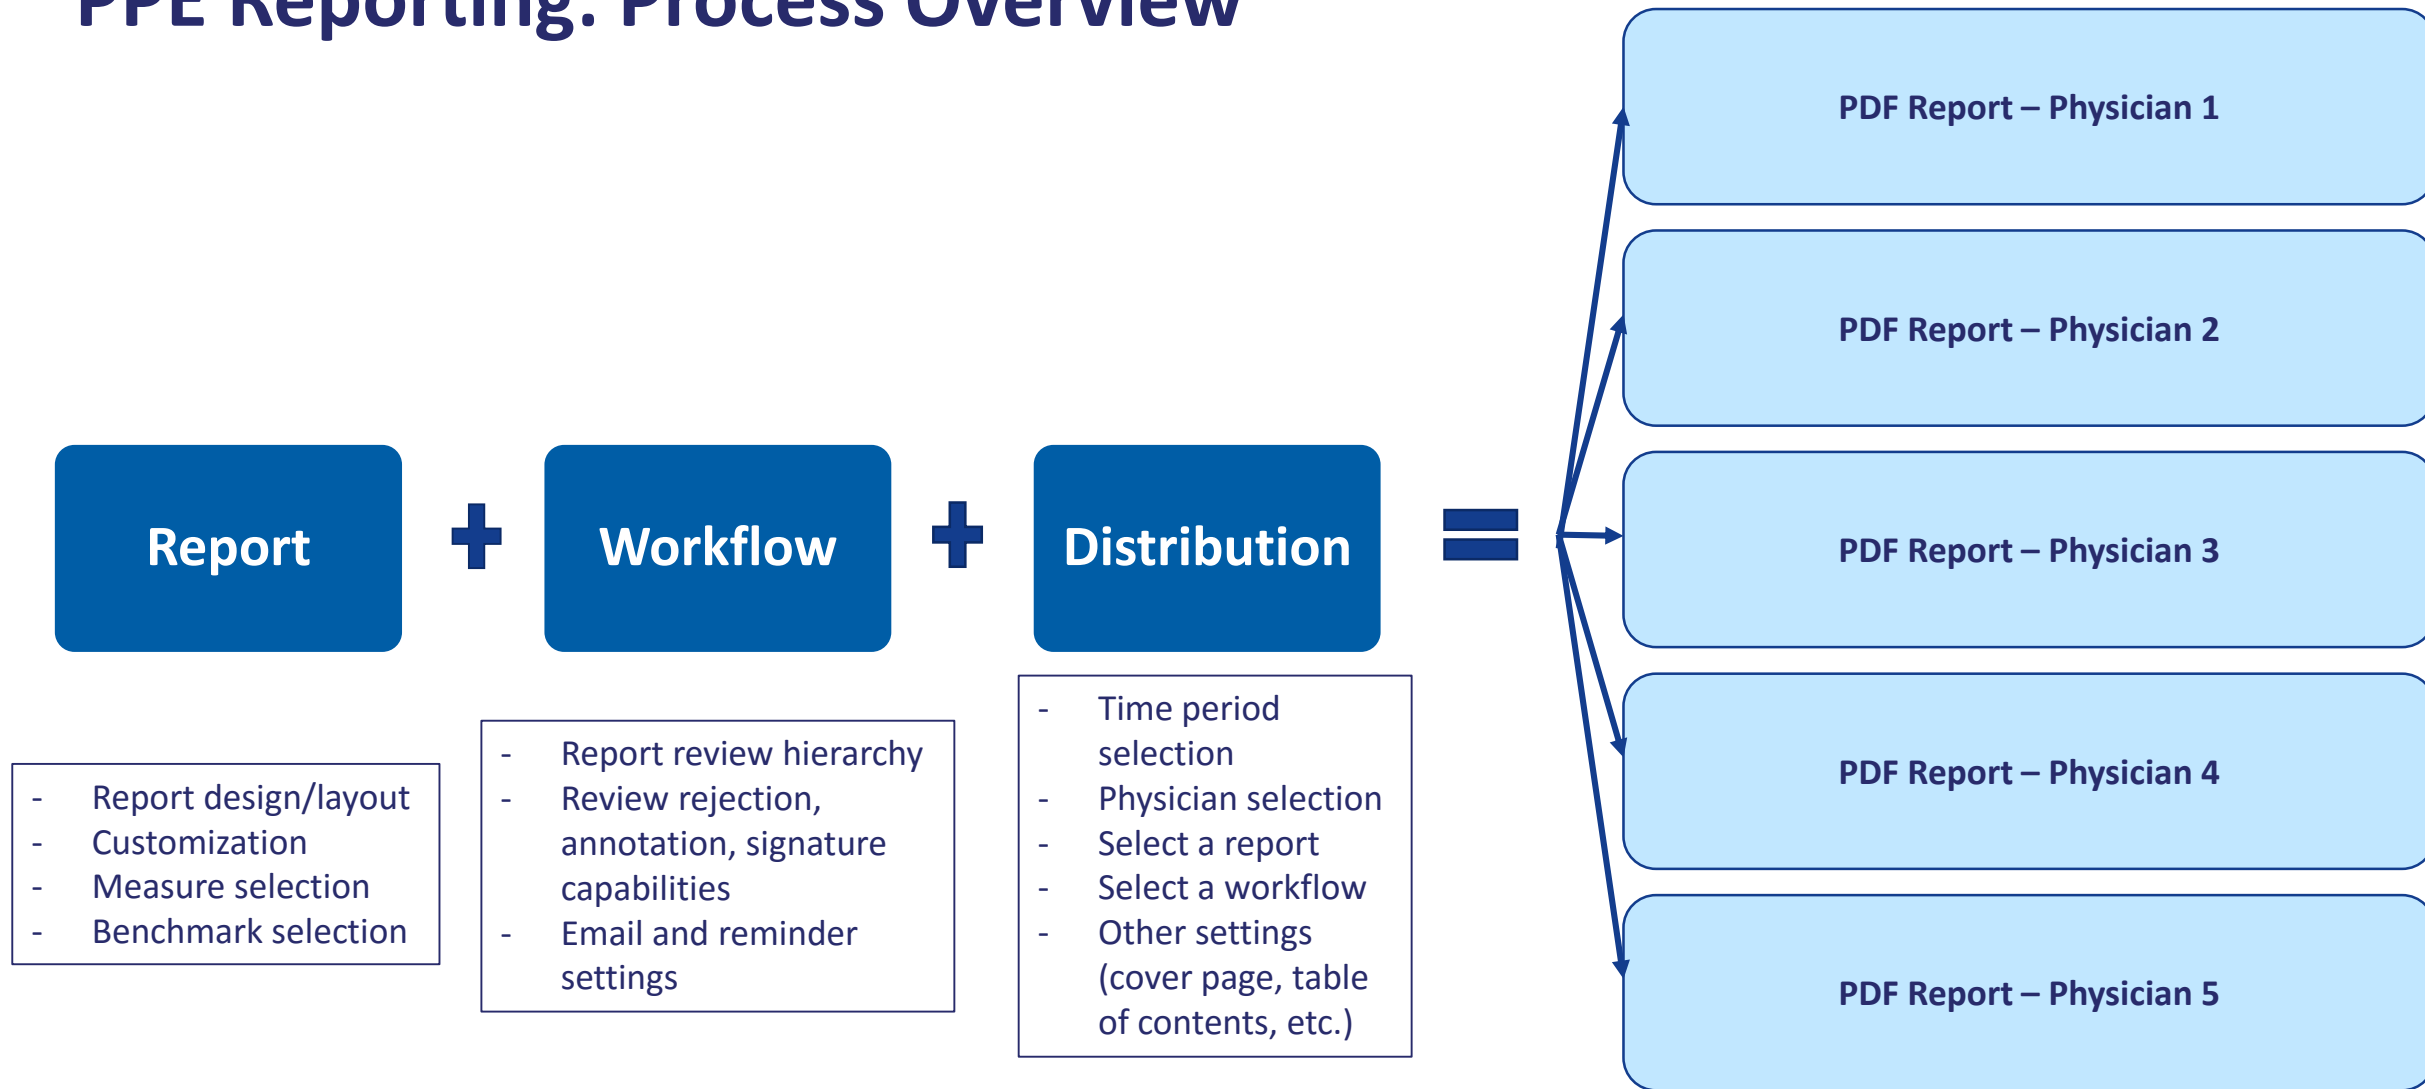 PPE Reporting: Process Overview
Report
Workflow
Distribution
- Report design/layout
- Customization
- Measure selection
- Benchmark selection
- Report review hierarchy
- Review rejection,
annotation, signature
capabilities
- Email and reminder
settings
- Time period
selection
- Physician selection
- Select a report
- Select a workflow
- Other settings
(cover page, table
of contents, etc.)
PDF Report – Physician 1
PDF Report – Physician 2
PDF Report – Physician 3
PDF Report – Physician 4
PDF Report – Physician 5